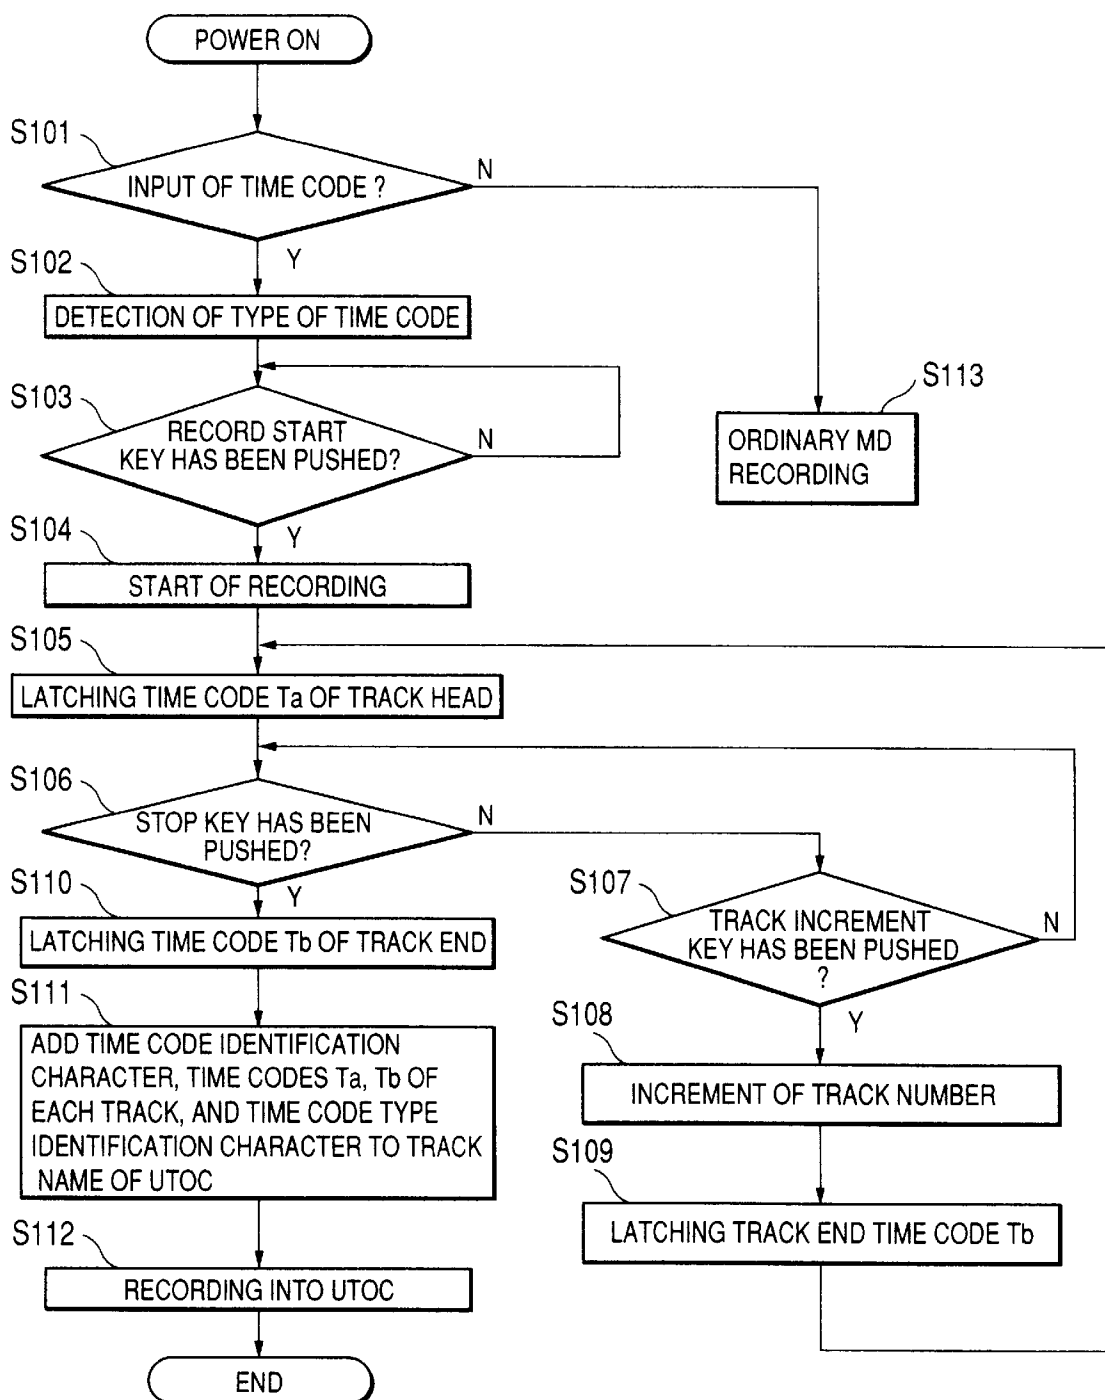 POWER ON
S101
INPUT OF TIME CODE ?
N
Y
S102
DETECTION OF TYPE OF TIME CODE
S103
RECORD START
KEY HAS BEEN PUSHED?
N
Y
S113
ORDINARY MD
RECORDING
S104
START OF RECORDING
S105
LATCHING TIME CODE Ta OF TRACK HEAD
S106
STOP KEY HAS BEEN
PUSHED?
N
Y
S107
TRACK INCREMENT
KEY HAS BEEN PUSHED
?
N
Y
S110
LATCHING TIME CODE Tb OF TRACK END
S108
INCREMENT OF TRACK NUMBER
S111
ADD TIME CODE IDENTIFICATION
CHARACTER, TIME CODES Ta, Tb OF
EACH TRACK, AND TIME CODE TYPE
IDENTIFICATION CHARACTER TO TRACK
NAME OF UTOC
S109
LATCHING TRACK END TIME CODE Tb
S112
RECORDING INTO UTOC
END